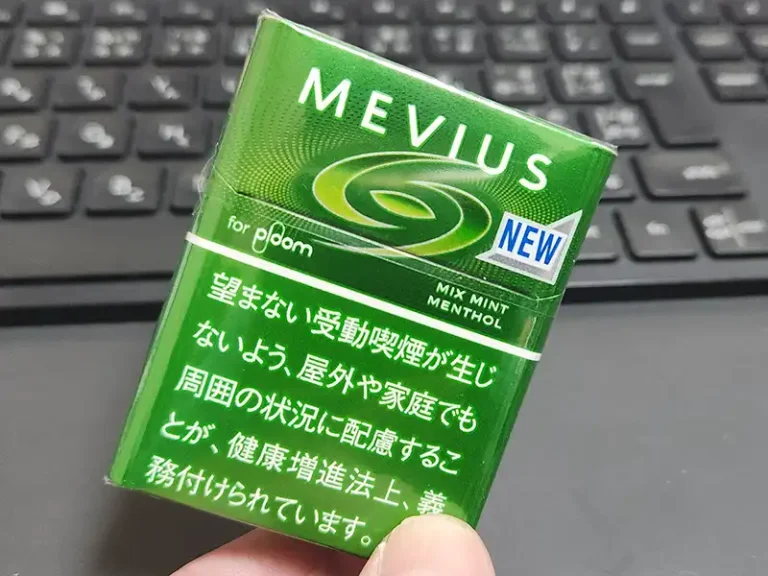 MEVIUS
for ploom
NEW
MIX MINT
MENTHOL
望まない受動喫煙が生じ
ないよう、屋外や家庭でも
周囲の状況に配慮するこ
とが、健康増進法上、義
務付けられています。